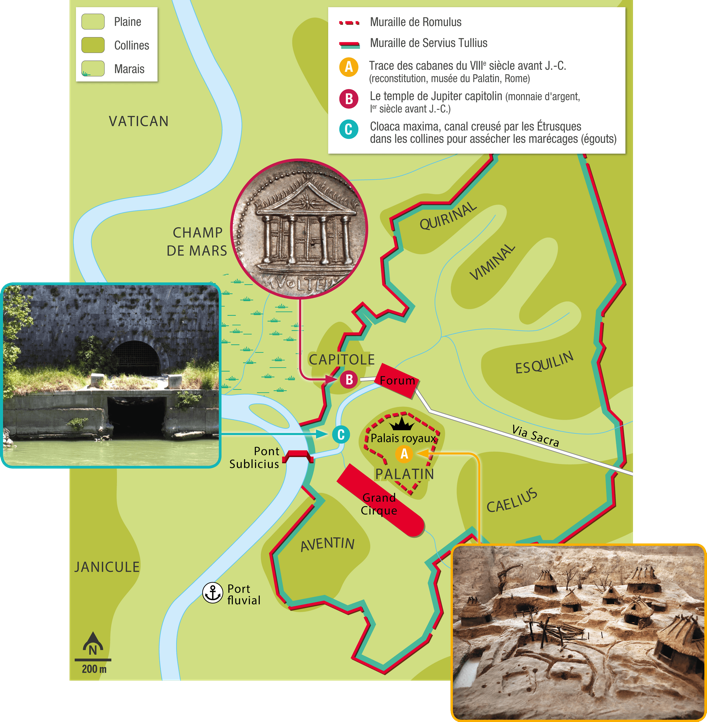 Plaine
Collines
Marais
Muraille de Romulus
Muraille de Servius Tullius
A Trace des cabanes du VIIIe siècle avant J.-C.
(reconstitution, musée du Palatin, Rome)
B Le temple de Jupiter capitolin (monnaie d'argent,
Ier siècle avant J.-C.)
C Cloaca maxima, canal creusé par les Étrusques
dans les collines pour assécher les marécages (égouts)
VATICAN
CHAMP
DE MARS
VOLTEI
QUIRINAL
VIMINAL
ESQUILIN
CAPITOLE
B
Forum
C
Palais royaux
A
PALATIN
Via Sacra
Pont
Sublicius
Grand
Cirque
CAELIUS
AVENTIN
JANICULE
Port
fluvial
N
200 m